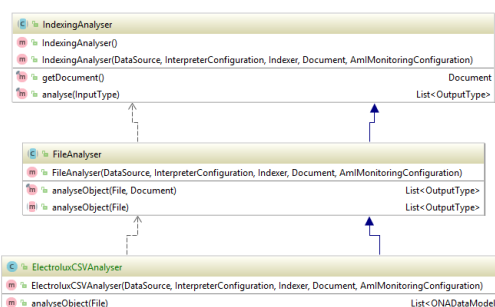 IndexingAnalyser
IndexingAnalyser()
IndexingAnalyser(DataSource, InterpreterConfiguration, Indexer, Document, AmlMonitoringConfiguration)
getDocument() Document
analyse(InputType) List<OutputType>
FileAnalyser
FileAnalyser(DataSource, InterpreterConfiguration, Indexer, Document, AmlMonitoringConfiguration)
analyseObject(File, Document) List<OutputType>
analyseObject(File) List<OutputType>
ElectroluxCSVAnalyser
ElectroluxCSVAnalyser(DataSource, InterpreterConfiguration, Indexer, Document, AmlMonitoringConfiguration)
analyseObject(File) List<ONADataModel